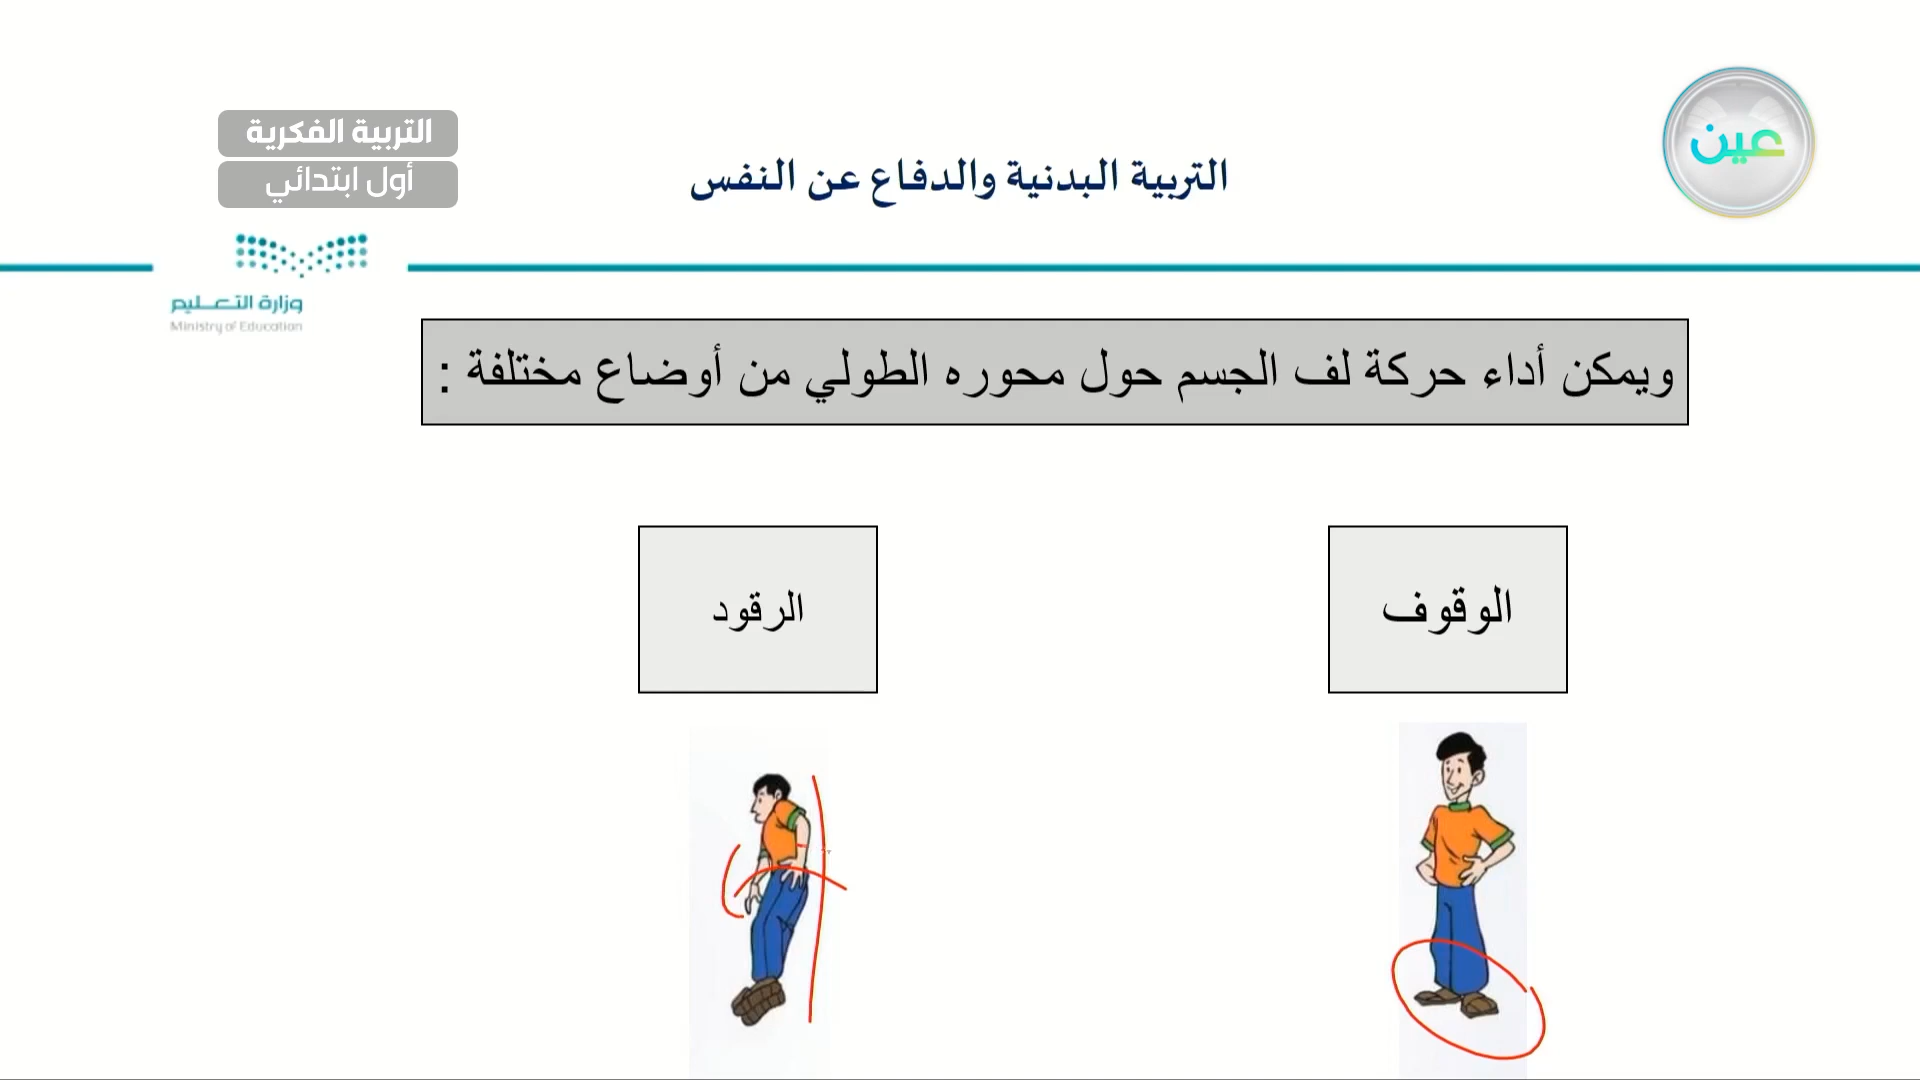 عين
التربية الفكرية
أول ابتدائي
التربية البدنية والدفاع عن النفس
وزارة التعليم
Ministry of Education
ويمكن أداء حركة لف الجسم حول محوره الطولي من أوضاع مختلفة :
الوقوف
الرقود